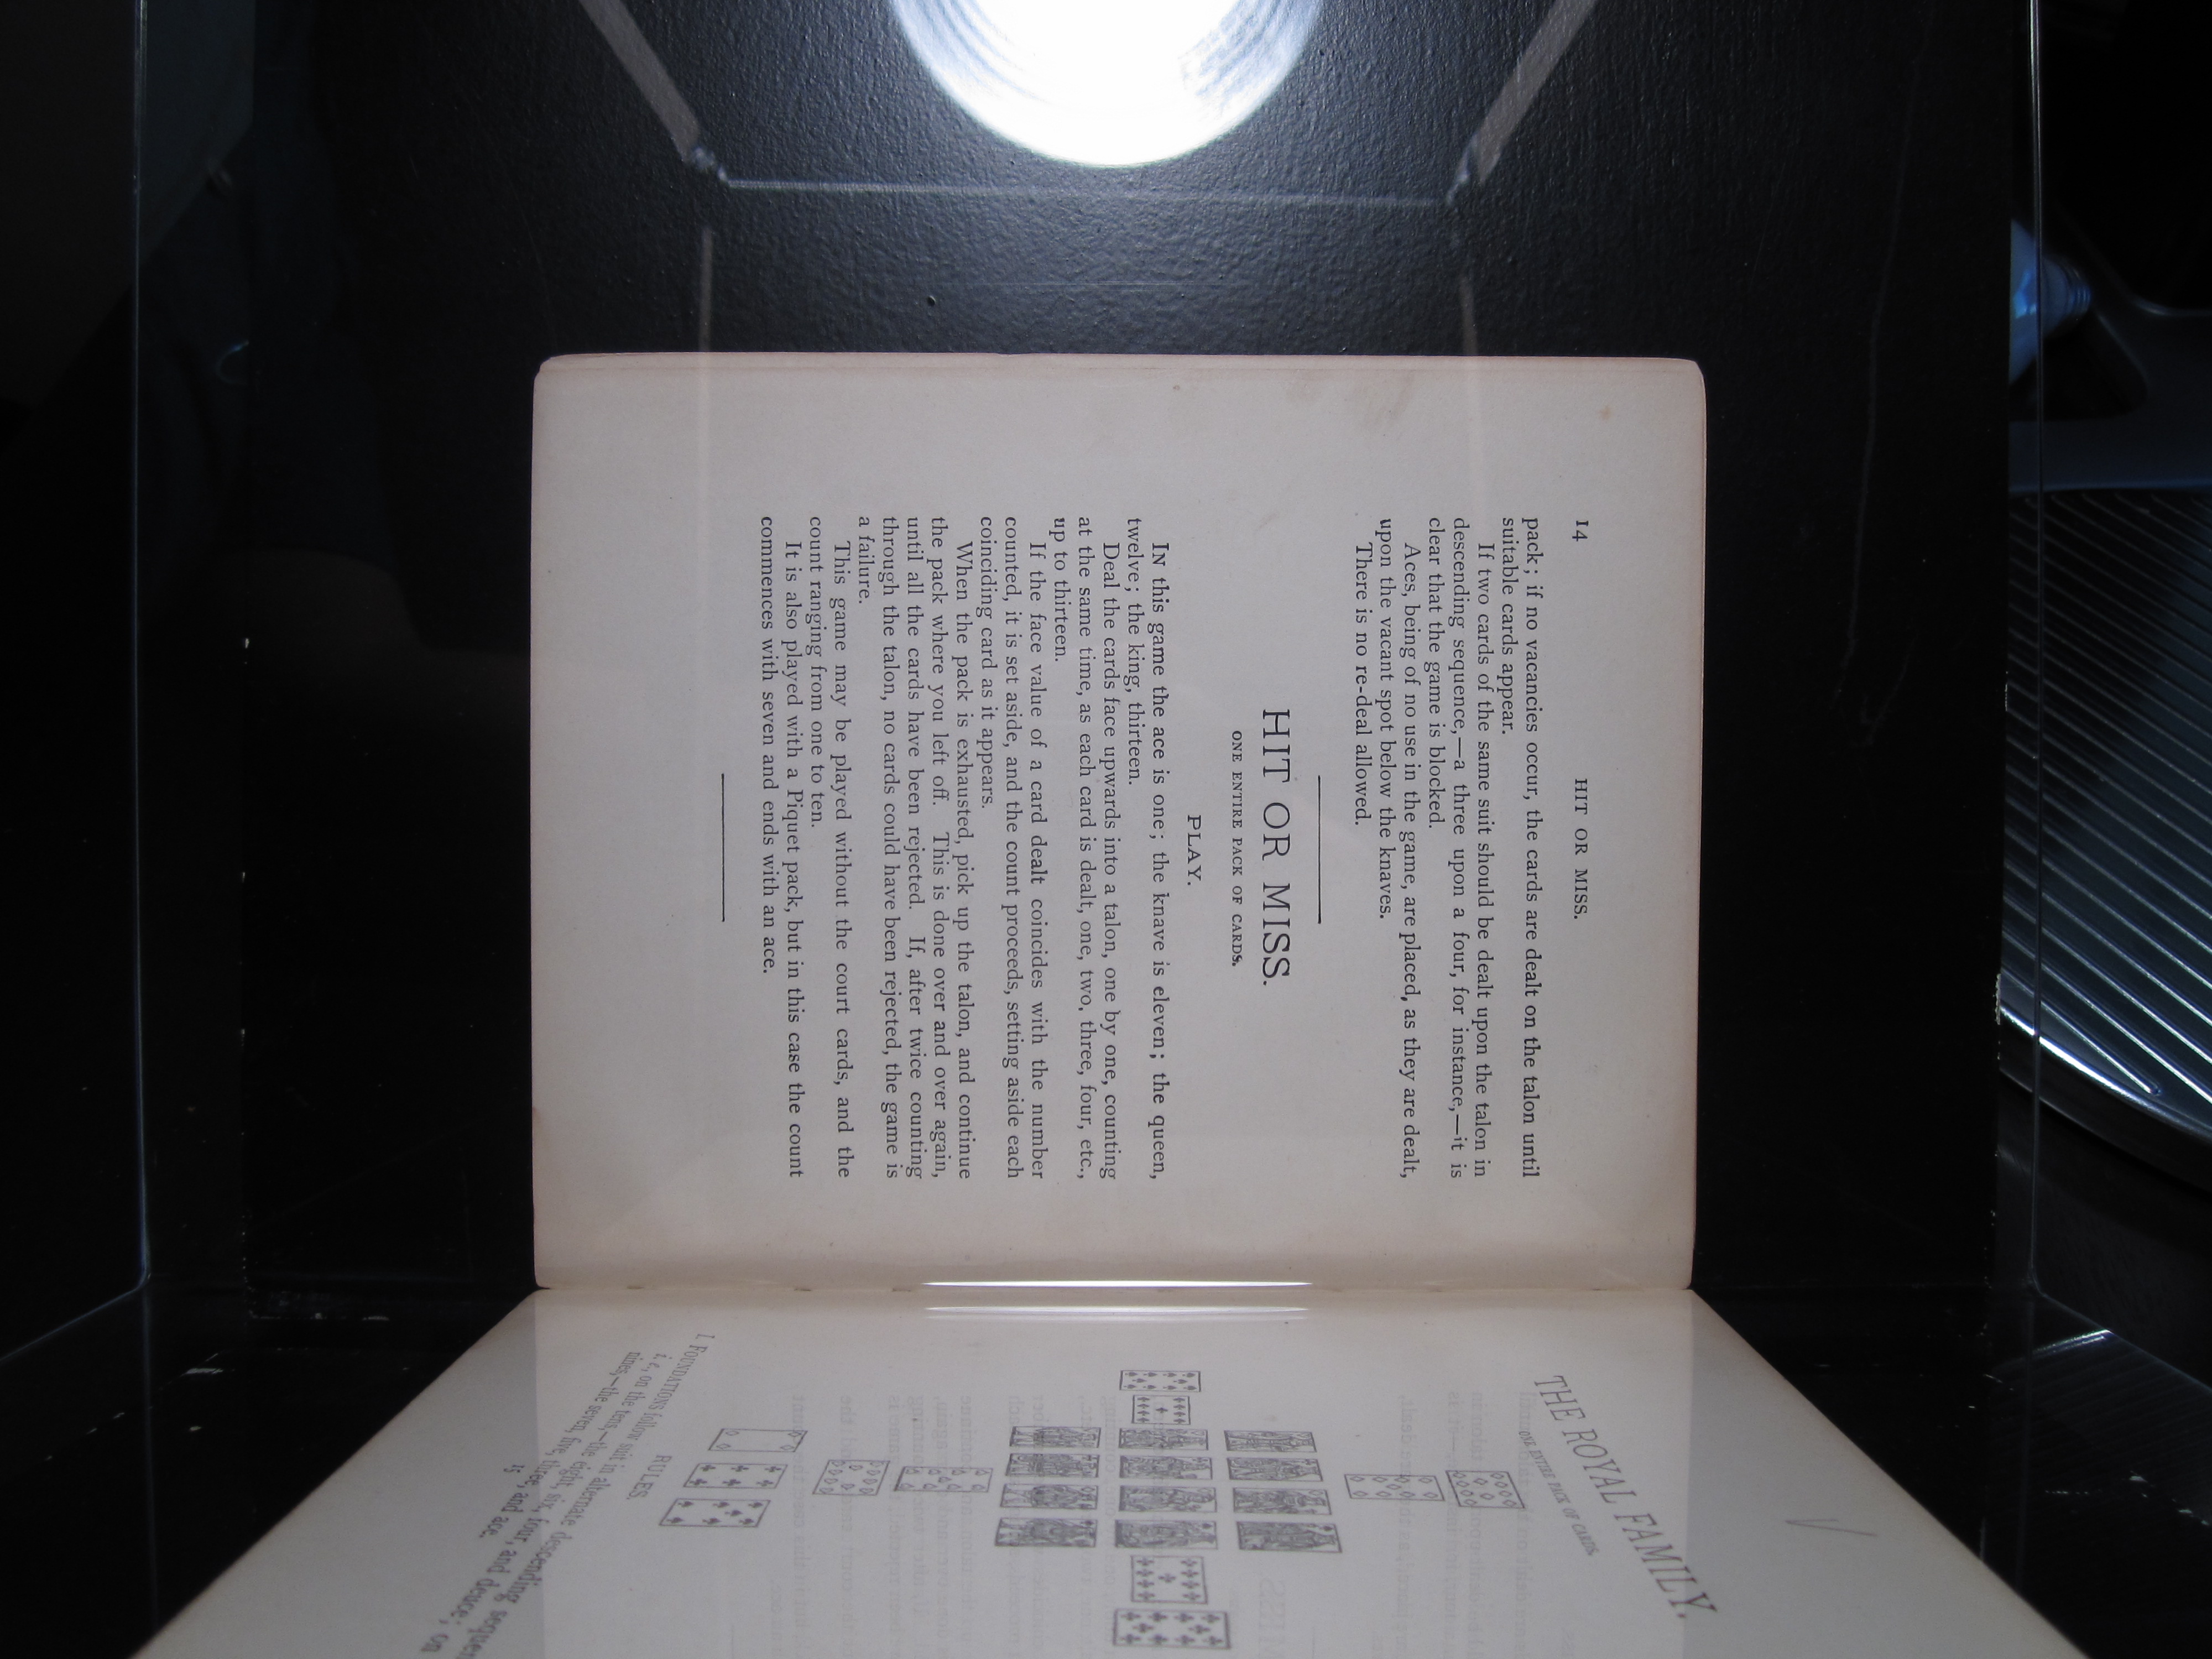 14
HIT OR MISS.
pack; if no vacancies occur, the cards are dealt on the talon until
suitable cards appear.
If two cards of the same suit should be dealt upon the talon in
descending sequence,—a three upon a four, for instance,—it is
clear that the game is blocked.
Aces, being of no use in the game, are placed, as they are dealt,
upon the vacant spot below the knaves.
There is no re-deal allowed.
HIT OR MISS.
ONE ENTIRE PACK OF CARDS.
PLAY.
IN this game the ace is one; the knave is eleven; the queen,
twelve; the king, thirteen.
Deal the cards face upwards into a talon, one by one, counting
at the same time, as each card is dealt, one, two, three, four, etc.,
up to thirteen.
If the face value of a card dealt coincides with the number
counted, it is set aside, and the count proceeds, setting aside each
coinciding card as it appears.
When the pack is exhausted, pick up the talon, and continue
the pack where you left off. This is done over and over again,
until all the cards have been rejected. If, after twice counting
through the talon, no cards could have been rejected, the game is
a failure.
This game may be played without the court cards, and the
count ranging from one to ten.
It is also played with a Piquet pack, but in this case the count
commences with seven and ends with an ace.
THE ROYAL FAMILY.
ONE ENTIRE PACK OF CARDS.
RULES.
I. FOUNDATIONS follow suit in alternate descending
i. e., on the tens,—the eight, six, four, and deuce; on
nines,—the seven, five, three, and ace.
15